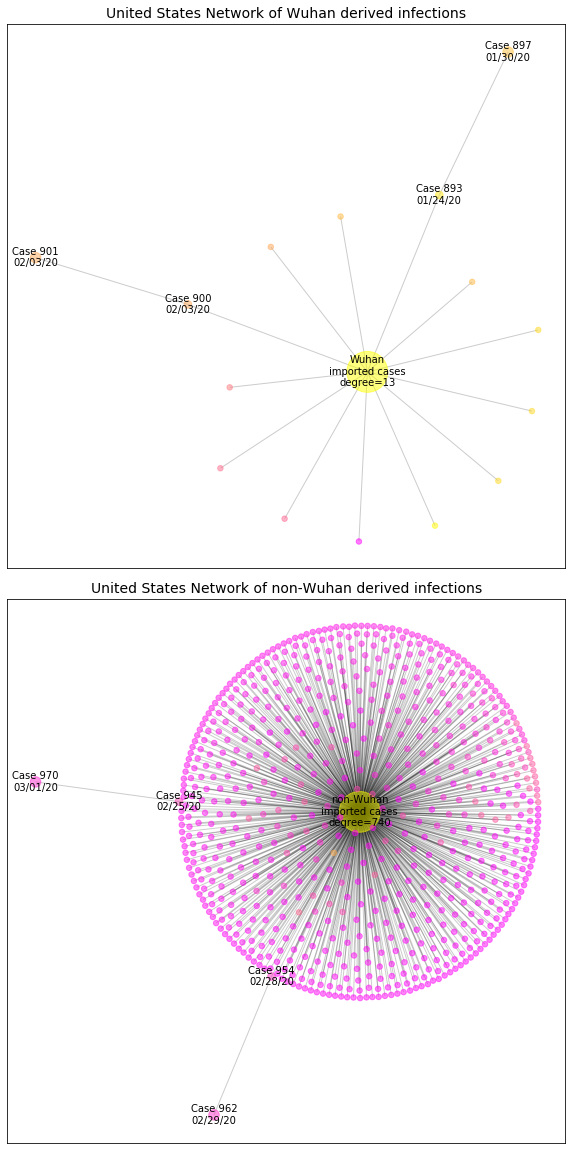 United States Network of Wuhan derived infections
Case 897
01/30/20
Case 893
01/24/20
Case 901
02/03/20
Case 900
02/03/20
Wuhan
imported cases
degree=13
United States Network of non-Wuhan derived infections
Case 970
03/01/20
Case 945
02/25/20
non-Wuhan
imported cases
degree=740
Case 954
02/28/20
Case 962
02/29/20